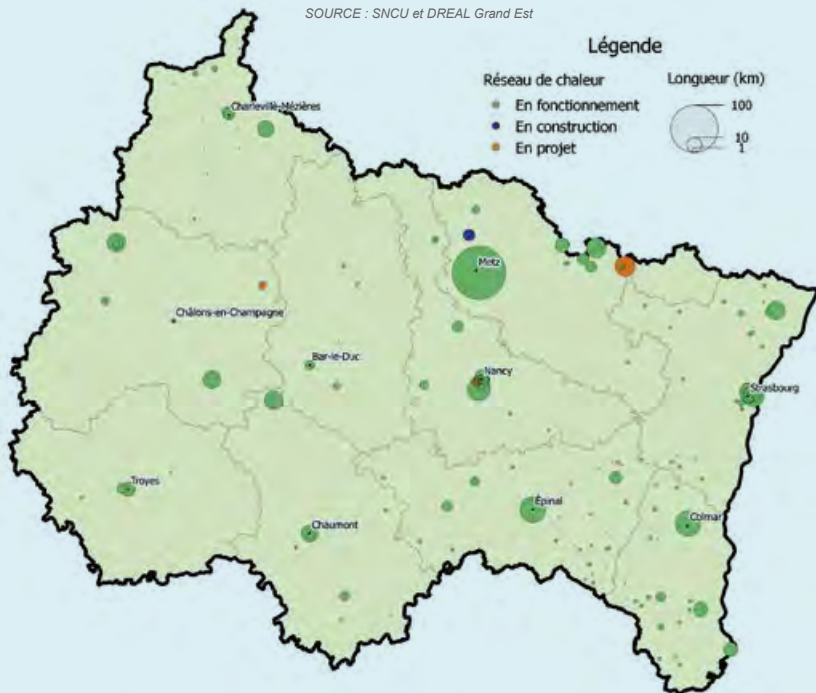 SOURCE : SNCU et DREAL Grand Est
Légende
Réseau de chaleur
En fonctionnement
En construction
En projet
Longueur (km)
100
10
1
Charleville-Mézières
Metz
Châlons-en-Champagne
Bar-le-Duc
Nancy
Strasbourg
Troyes
Épinal
Chaumont
Colmar